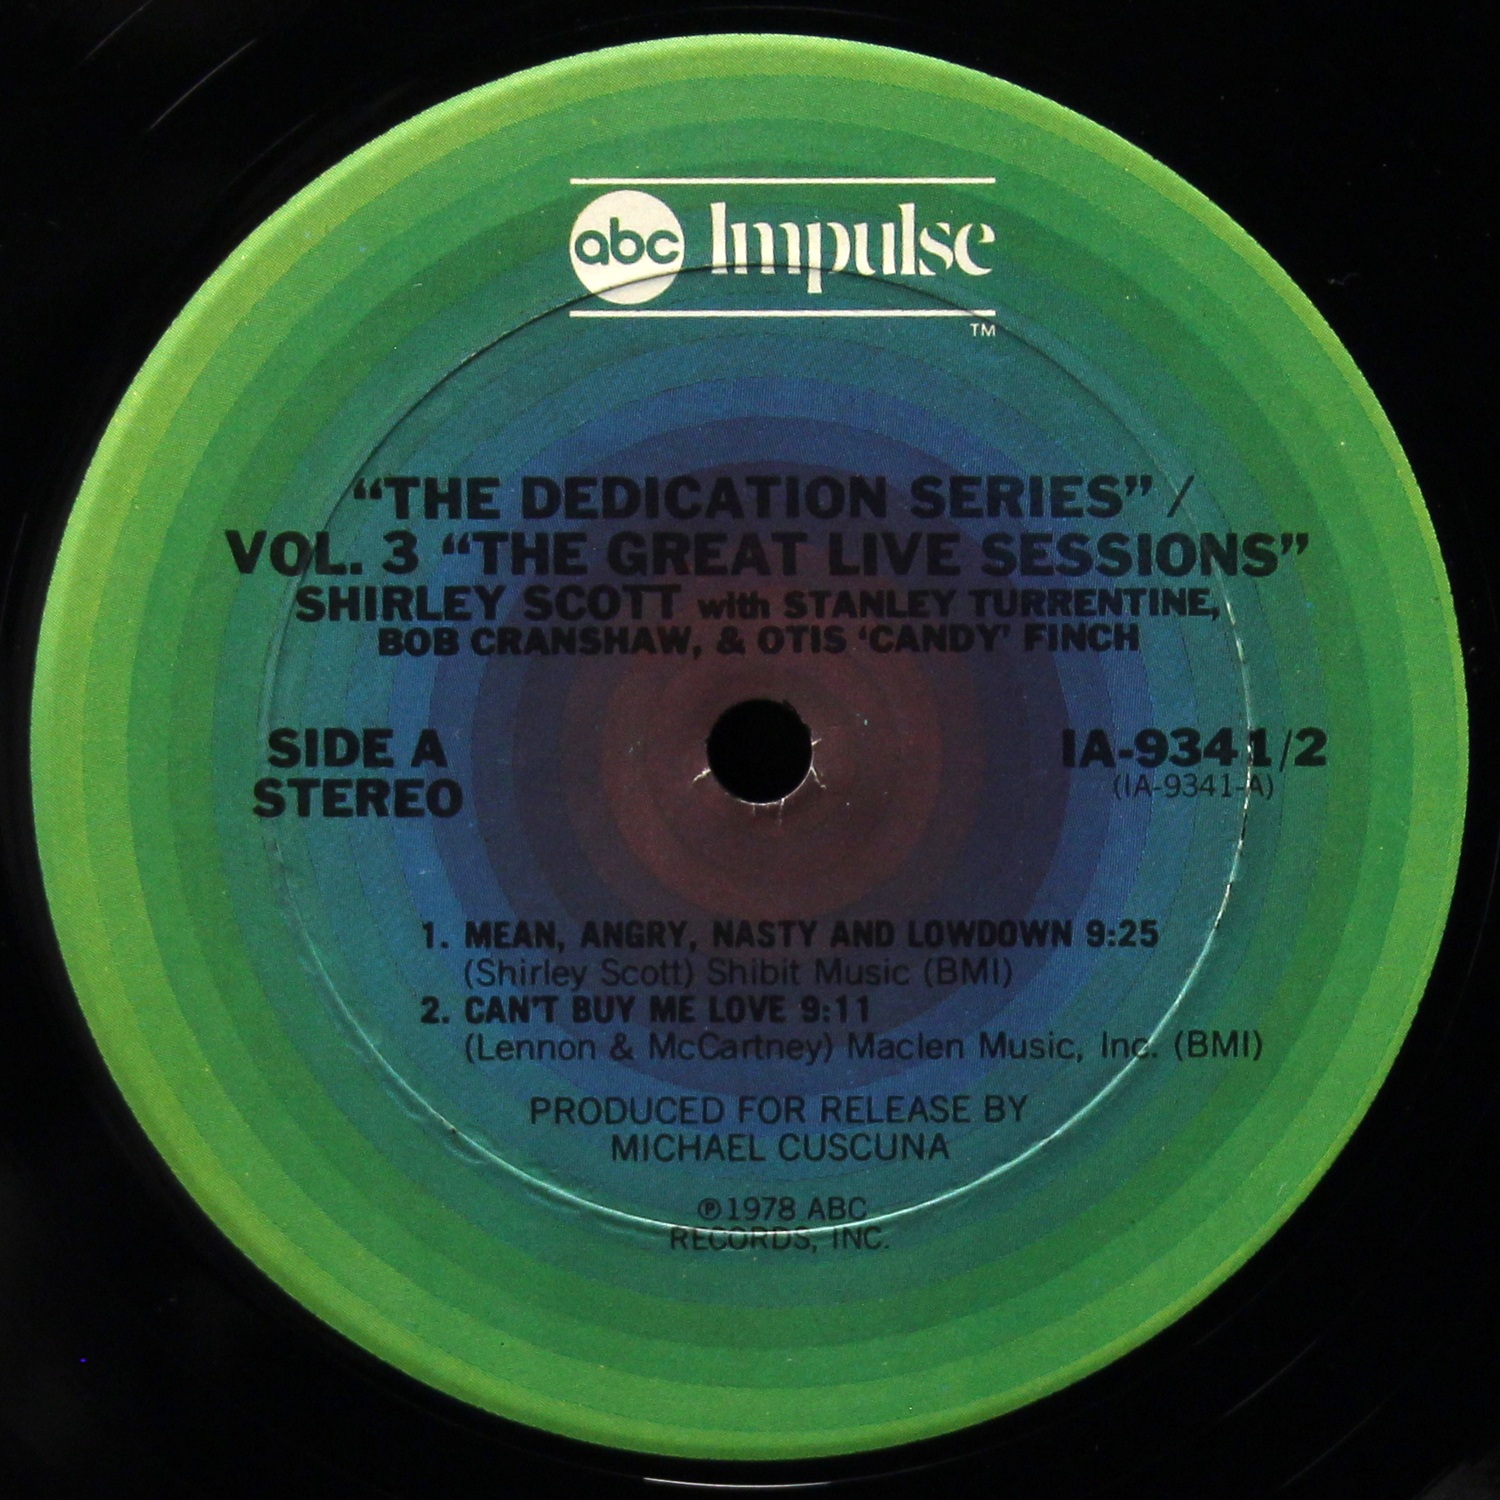 abc Impulse
TM
“THE DEDICATION SERIES” /
VOL. 3 “THE GREAT LIVE SESSIONS”
SHIRLEY SCOTT with STANLEY TURRENTINE,
BOB CRANSHAW, & OTIS ‘CANDY’ FINCH
SIDE A
STEREO
IA-9341/2
(IA-9341-A)
1. MEAN, ANGRY, NASTY AND LOWDOWN 9:25
(Shirley Scott) Shibit Music (BMI)
2. CAN'T BUY ME LOVE 9:11
(Lennon & McCartney) Maclen Music, Inc. (BMI)
PRODUCED FOR RELEASE BY
MICHAEL CUSCUNA
℗1978 ABC
RECORDS, INC.